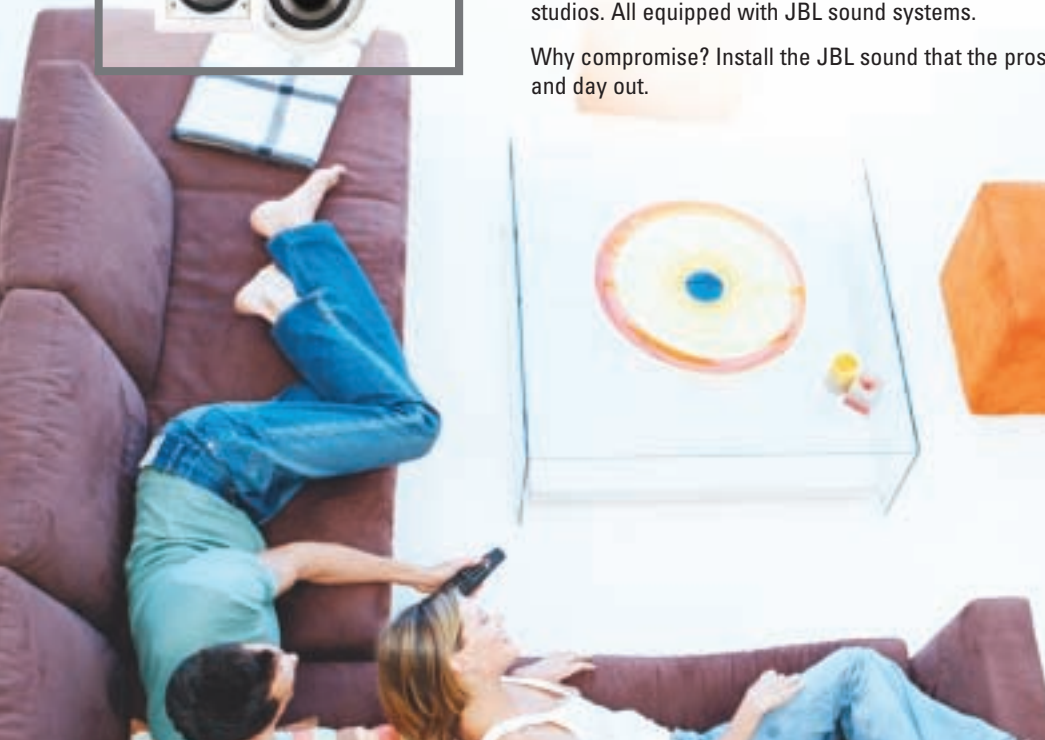 studios. All equipped with JBL sound systems.
Why compromise? Install the JBL sound that the pros
and day out.